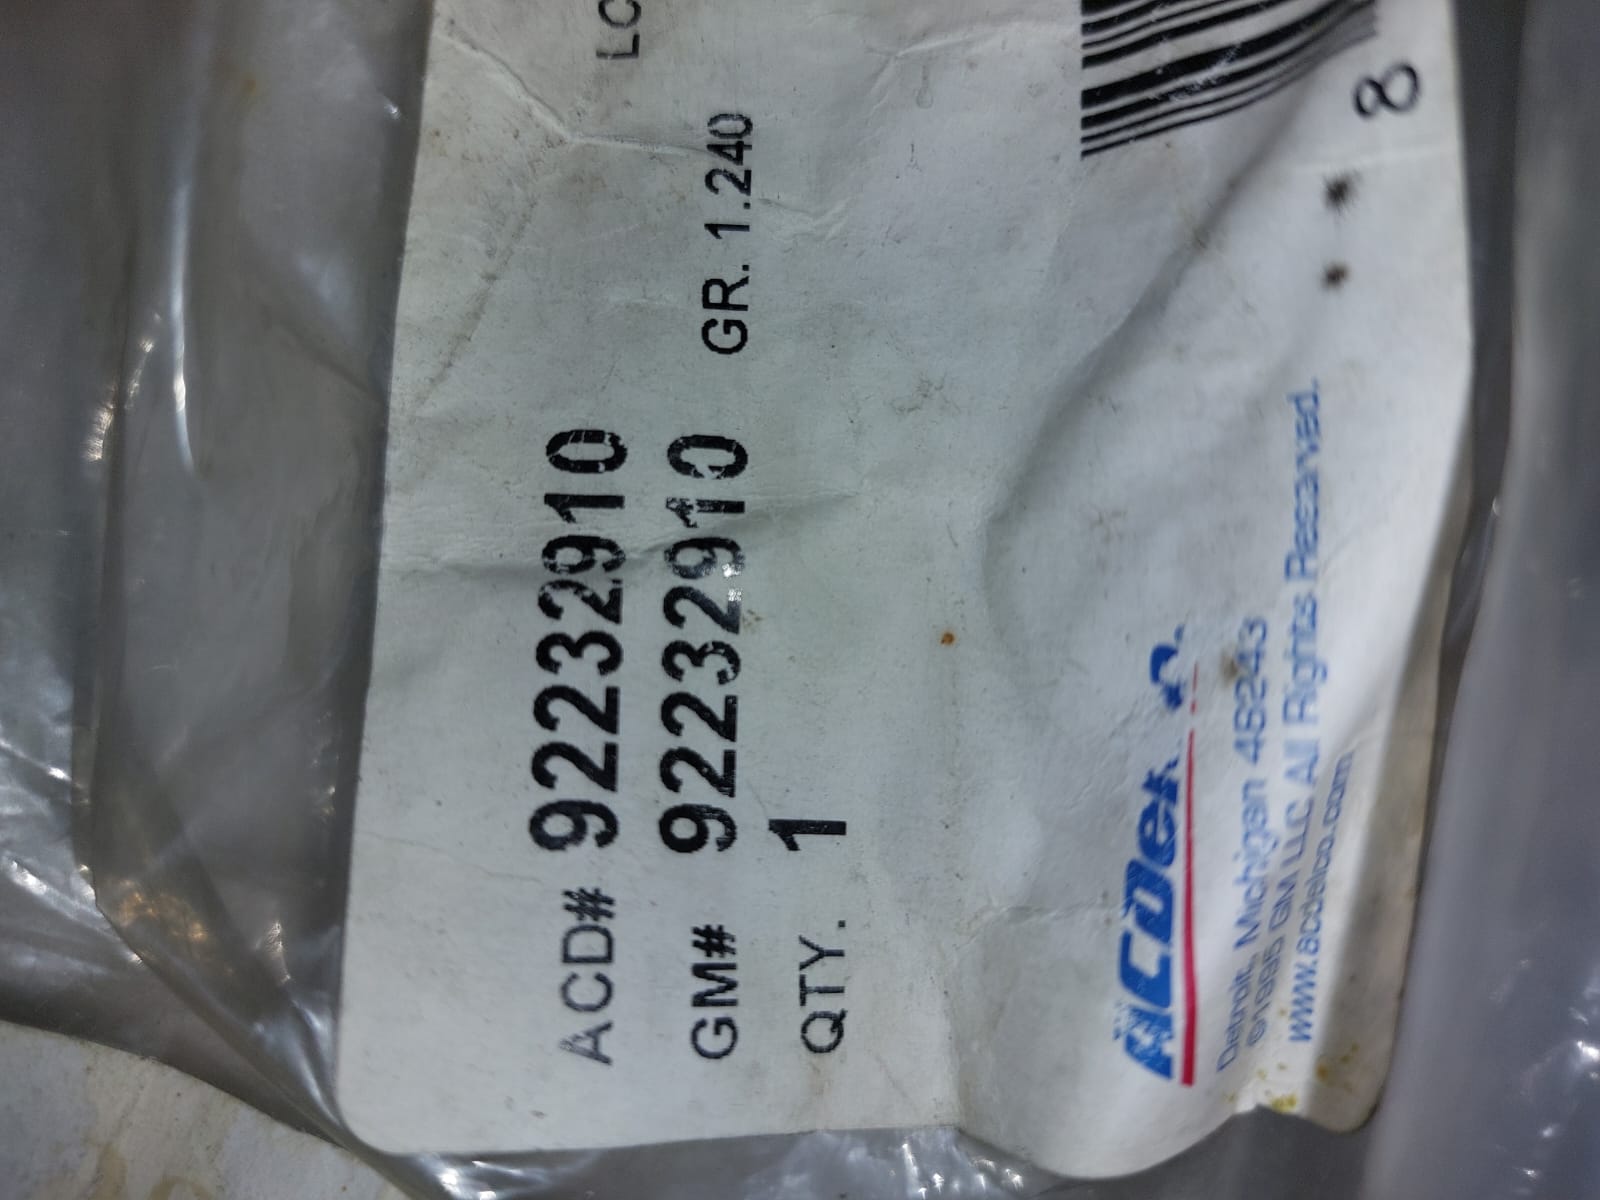 LC
ACD# 92232910
GM# 92232910 GR. 1.240
QTY. 1
* * 8
ACDelco.
Detroit, Michigan 48243
©1995 GM LLC All Rights Reserved.
www.acdelco.com